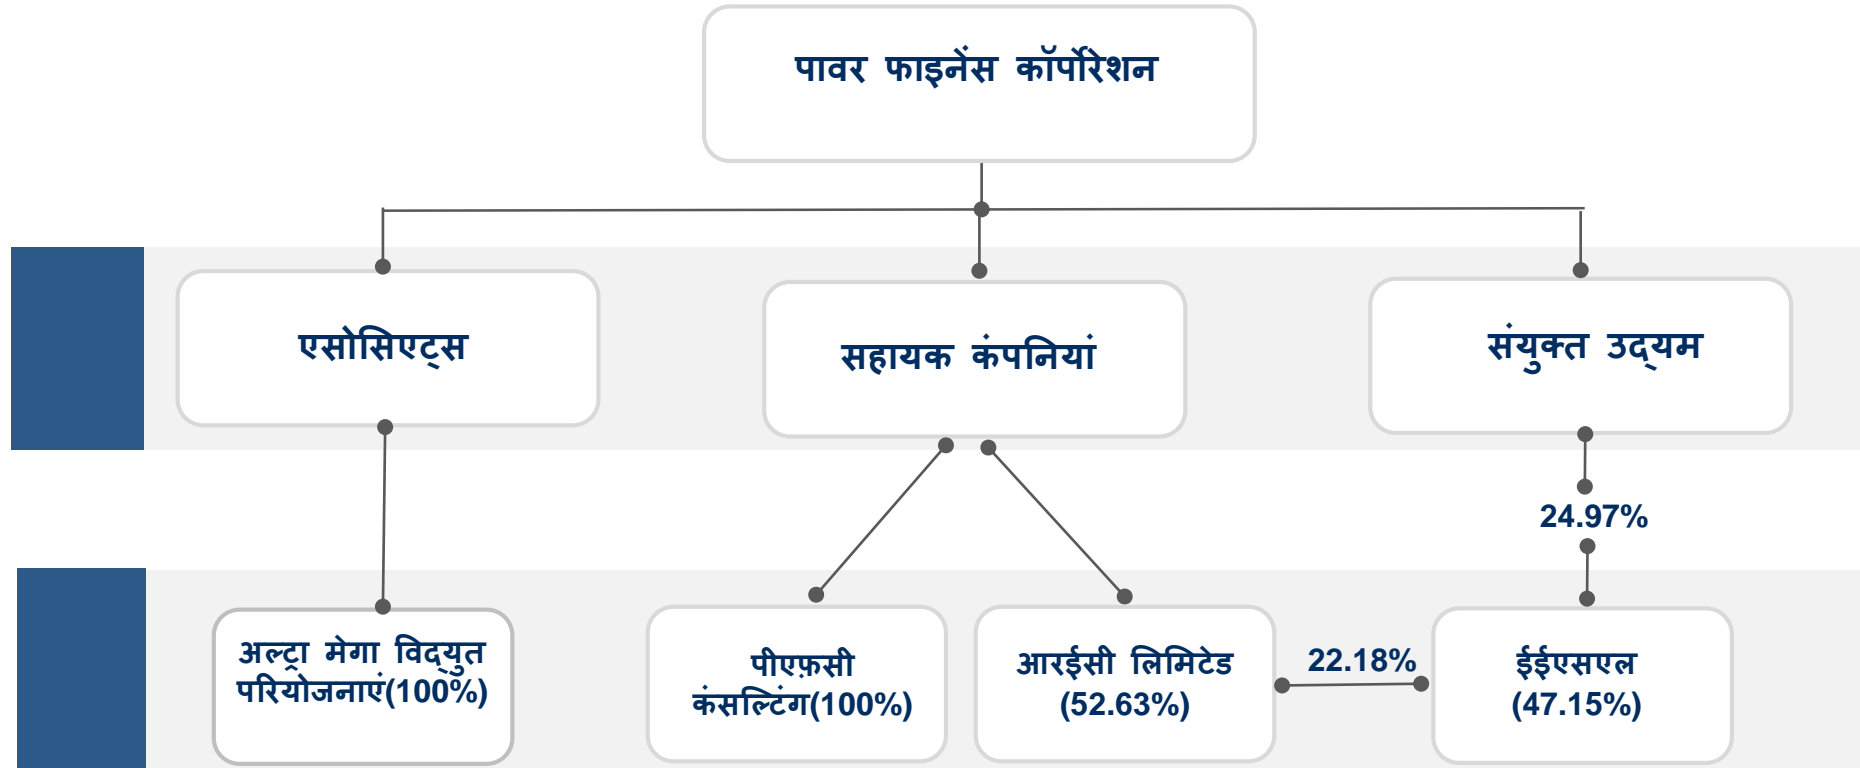 पावर फाइनेंस कॉर्पोरेशन
एसोसिएट्स
सहायक कंपनियां
संयुक्त उद्यम
24.97%
अल्ट्रा मेगा विद्युत
परियोजनाएं(100%)
पीएफ़सी
कंसल्टिंग(100%)
आरईसी लिमिटेड
(52.63%)
22.18%
ईईएसएल
(47.15%)